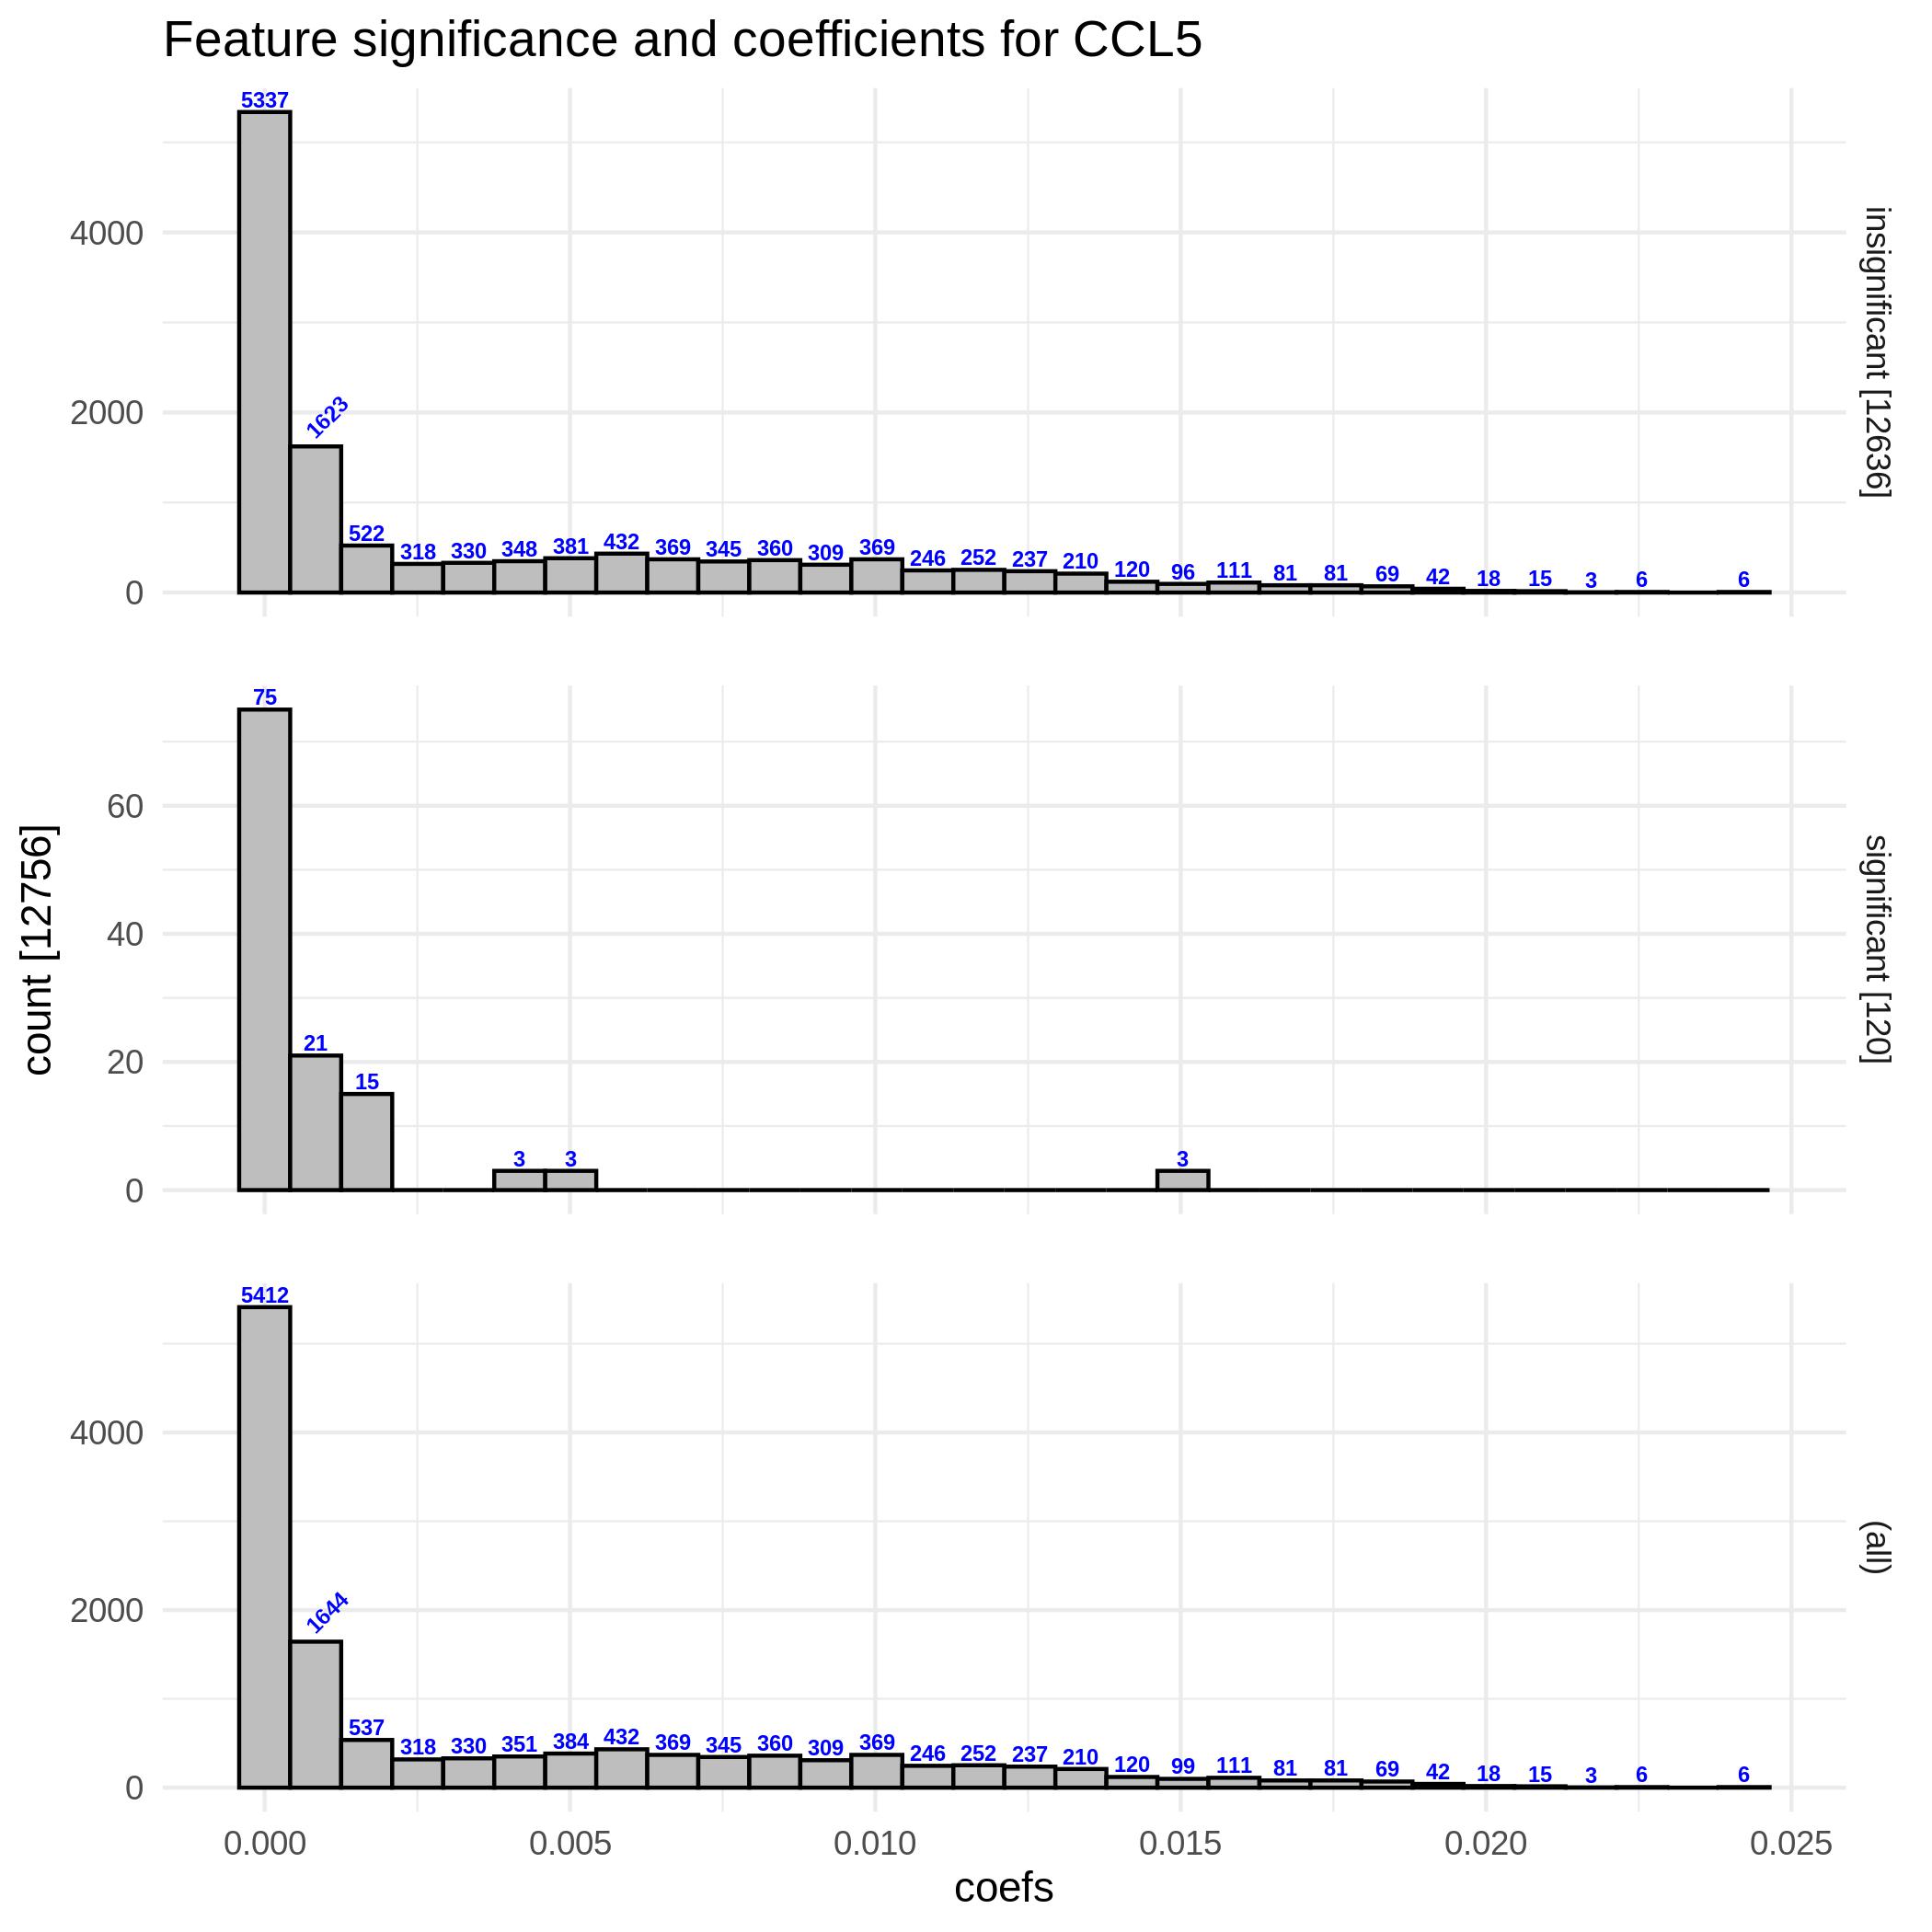 Feature significance and coefficients for CCL5
count [12756]
5337
1623
522 318 330 348 381 432 369 345 360 309 369 246 252 237 210 120 96 111 81 81 69 42 18 15 3 6 6
4000
2000
0
insignificant [12636]
75
21
15
3 3 3
60
40
20
0
significant [120]
5412
1644
537 318 330 351 384 432 369 345 360 309 369 246 252 237 210 120 99 111 81 81 69 42 18 15 3 6 6
4000
2000
0
(all)
0.000 0.005 0.010 0.015 0.020 0.025
coefs